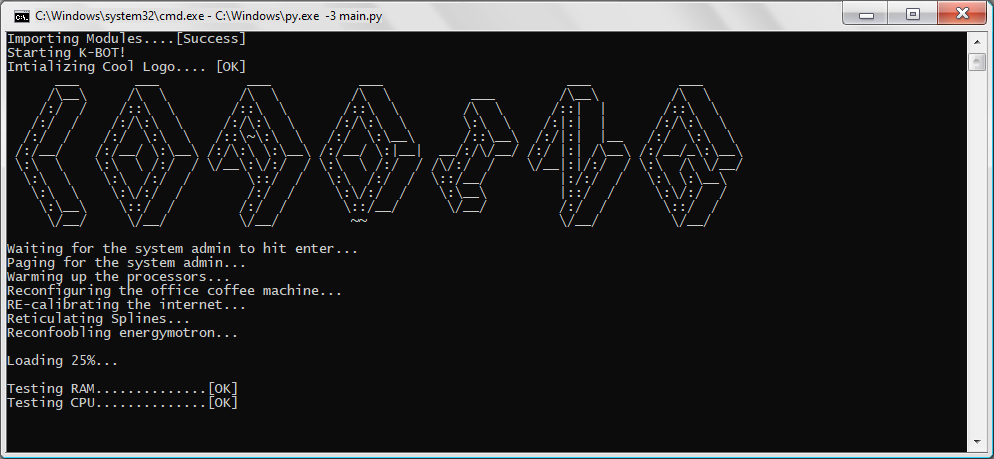 C:\Windows\system32\cmd.exe - C:\Windows\py.exe -3 main.py
Importing Modules....[Success]
Starting K-BOT!
Intializing Cool Logo.... [OK]
Waiting for the system admin to hit enter...
Paging for the system admin...
Warming up the processors...
Reconfiguring the office coffee machine...
RE-calibrating the internet...
Reticulating Splines...
Reconfoobling energymotron...
Loading 25%...
Testing RAM..............[OK]
Testing CPU..............[OK]